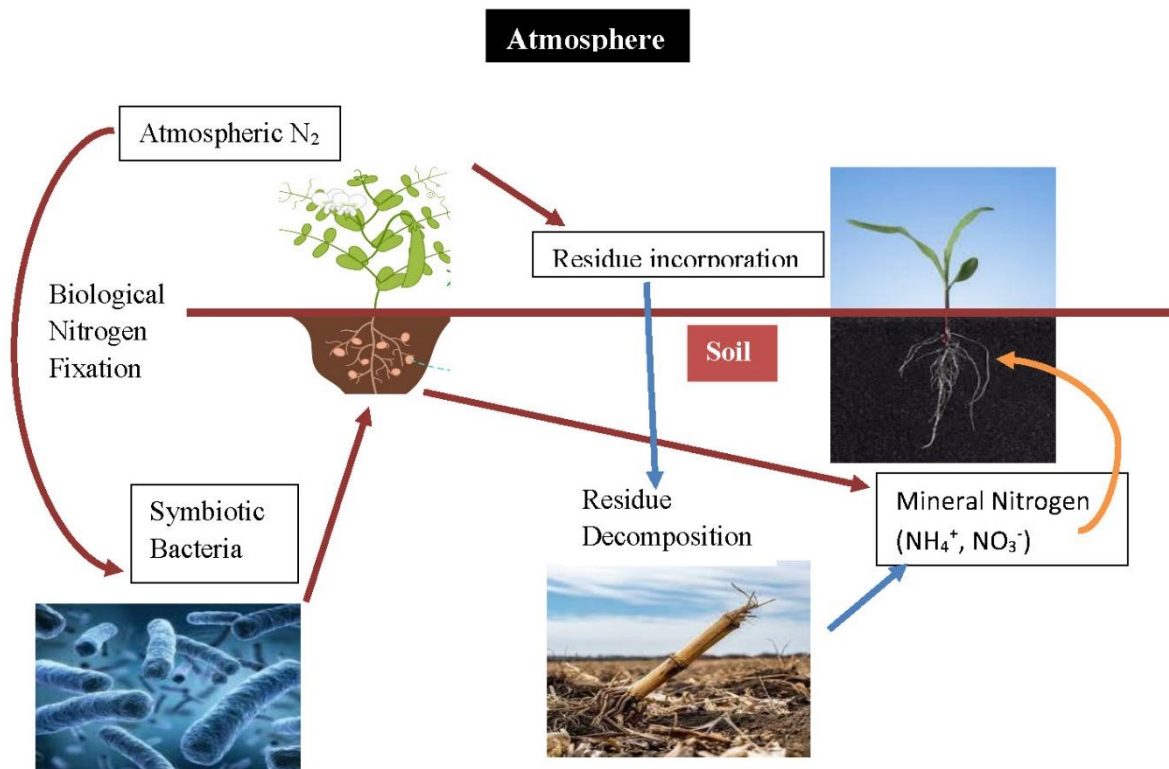 Atmosphere
Atmospheric N₂
Residue incorporation
Biological
Nitrogen
Fixation
Soil
Symbiotic
Bacteria
Residue
Decomposition
Mineral Nitrogen
(NH₄⁺, NO₃⁻)